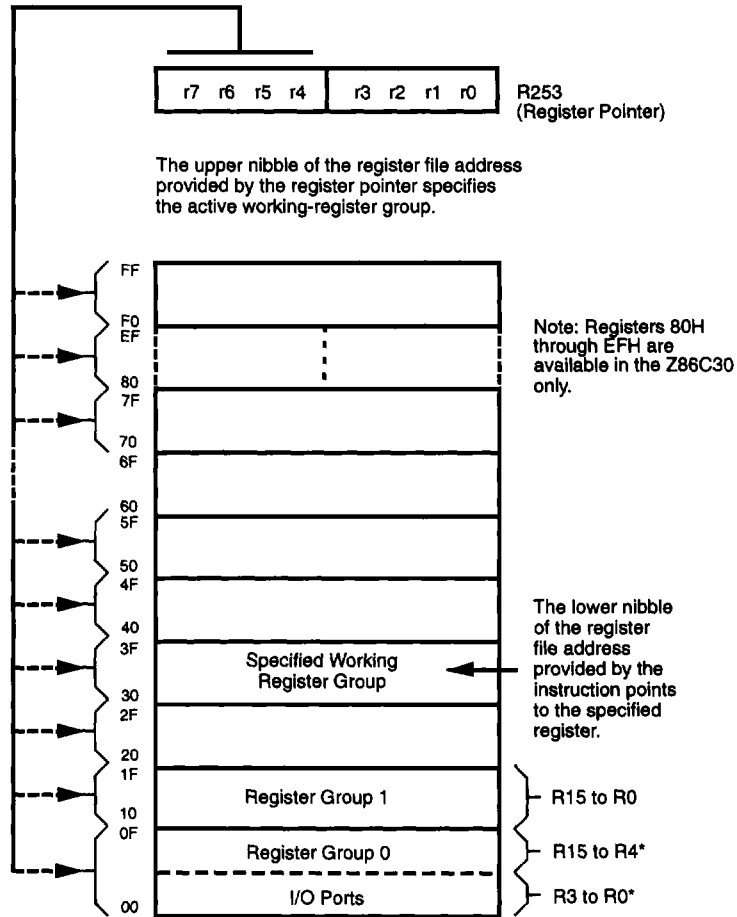 r7 r6 r5 r4 r3 r2 r1 r0
R253
(Register Pointer)
The upper nibble of the register file address
provided by the register pointer specifies
the active working-register group.
FF
F0
EF
80
7F
70
6F
60
5F
50
4F
40
3F
30
2F
20
1F
10
0F
00
Note: Registers 80H
through EFH are
available in the Z86C30
only.
Specified Working
Register Group
The lower nibble
of the register
file address
provided by the
instruction points
to the specified
register.
Register Group 1
R15 to R0
Register Group 0
R15 to R4*
I/O Ports
R3 to R0*